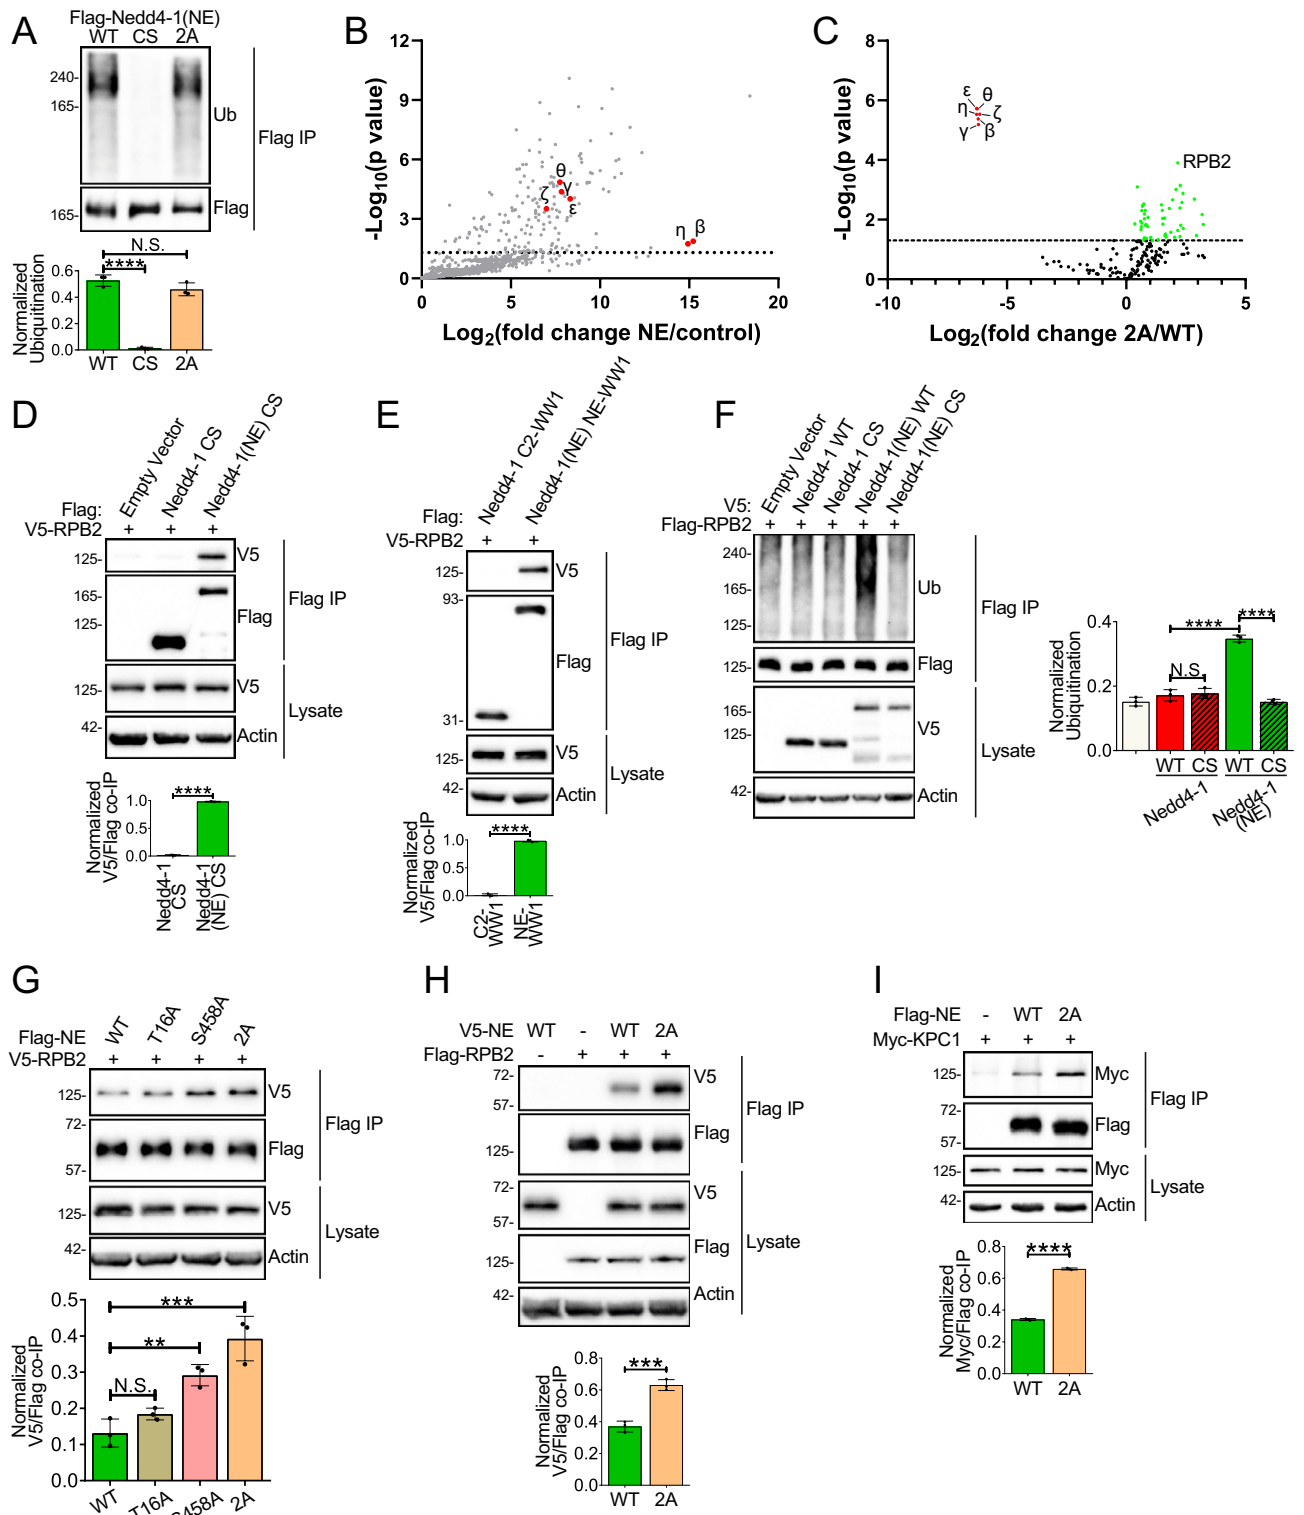 A
Flag-Nedd4-1(NE)
WT CS 2A
240-
165-
Ub
165-
Flag
Flag IP
N.S.
****
Normalized
Ubiquitination
0.6
0.4
0.2
0.0
WT CS 2A
B
-Log10(p value)
12
9
6
3
0
θ
γ
ζ
ε
η β
0 5 10 15 20
Log2(fold change NE/control)
C
-Log10(p value)
8
6
4
2
0
ε θ
η ζ
γ β
RPB2
-10 -5 0 5
Log2(fold change 2A/WT)
D
Flag:
Empty Vector
Nedd4-1 CS
Nedd4-1(NE) CS
V5-RPB2 + + +
125-
V5
165-
125-
Flag
Flag IP
125-
V5
42-
Actin
Lysate
Normalized
V5/Flag co-IP
1.0
0.5
0.0
****
Nedd4-1
CS
Nedd4-1
(NE) CS
E
Flag:
Nedd4-1 C2-WW1
Nedd4-1(NE) NE-WW1
V5-RPB2 + +
125-
V5
93-
31-
Flag
Flag IP
125-
V5
42-
Actin
Lysate
Normalized
V5/Flag co-IP
1.0
0.5
0.0
****
C2-
WW1
NE-
WW1
F
V5:
Empty Vector
Nedd4-1 WT
Nedd4-1 CS
Nedd4-1(NE) WT
Nedd4-1(NE) CS
Flag-RPB2 + + + + +
240-
165-
125-
Ub
125-
Flag
Flag IP
165-
125-
V5
42-
Actin
Lysate
Normalized
Ubiquitination
0.4
0.2
0.0
****
****
N.S.
WT CS WT CS
Nedd4-1
Nedd4-1
(NE)
G
Flag-NE WT T16A S458A 2A
V5-RPB2 + + + +
125-
V5
72-
57-
Flag
Flag IP
125-
V5
42-
Actin
Lysate
Normalized
V5/Flag co-IP
0.5
0.4
0.3
0.2
0.1
0.0
***
**
N.S.
WT T16A S458A 2A
H
V5-NE WT - WT 2A
Flag-RPB2 - + + +
72-
57-
V5
125-
Flag
Flag IP
72-
57-
V5
125-
Flag
42-
Actin
Lysate
Normalized
V5/Flag co-IP
0.8
0.6
0.4
0.2
0.0
***
WT 2A
I
Flag-NE - WT 2A
Myc-KPC1 + + +
125-
Myc
72-
57-
Flag
Flag IP
125-
Myc
42-
Actin
Lysate
Normalized
Myc/Flag co-IP
0.8
0.6
0.4
0.2
0.0
****
WT 2A